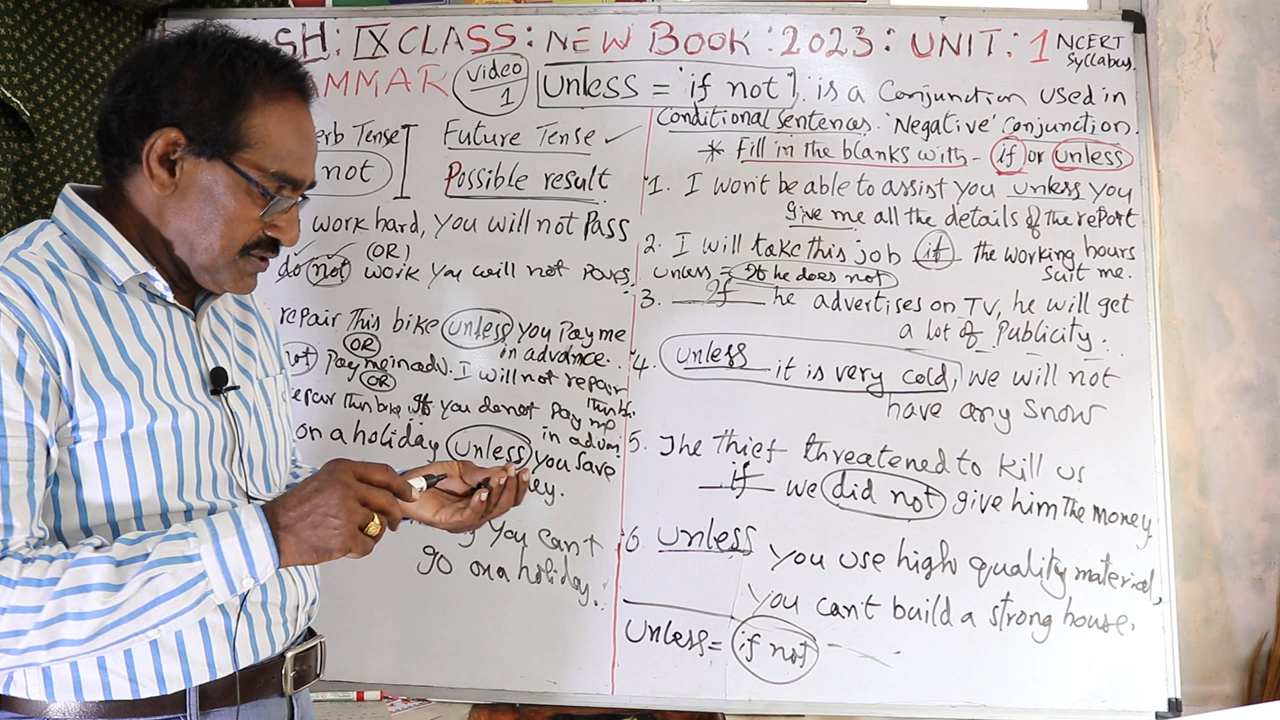 SH: IX CLASS: NEW BOOK: 2023: UNIT: 1 NCERT Syllabus.
MMAR video 1 Unless = 'if not', is a Conjunction used in
Conditional sentences. 'Negative' Conjunction.
erb Tense Future Tense ✓
not Possible result
work hard, you will not Pass
(OR)
do not work you will not
repair This bike unless you Pay me
in advance.
(OR)
not Pay me in adv. I will not repair
(OR)
epair This bike if you do not Pay me
on a holiday unless you save
ey.
you can't
go on a holiday.
* Fill in the blanks with - if or unless
1. I won't be able to assist you unless you
give me all the details of the report
2. I will take this job if the working hours
suit me.
unless = If he does not
3. If he advertises on TV, he will get
a lot of Publicity.
4. unless it is very cold, we will not
have any snow
5. The thief threatened to kill us
if we did not give him the money
6. unless you use high quality material,
you can't build a strong house.
Unless = if not